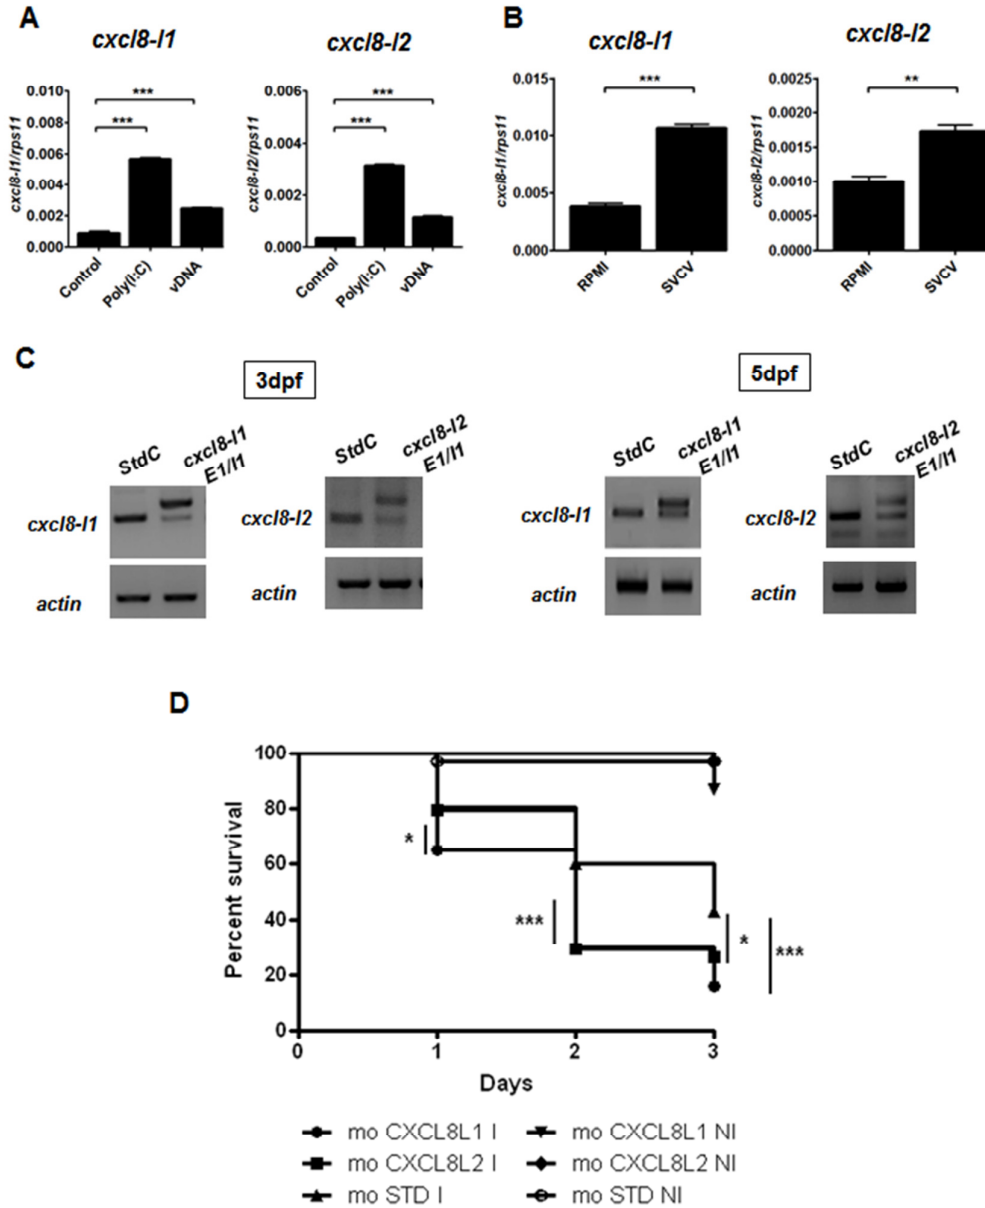 A
cxcl8-l1
cxcl8-l2
cxcl8-l1/rps11
0.010
0.008
0.006
0.004
0.002
0.000
***
***
Control
Poly(I:C)
vDNA
cxcl8-l2/rps11
0.006
0.004
0.002
0.000
***
***
Control
Poly(I:C)
vDNA
B
cxcl8-l1
cxcl8-l2
cxcl8-l1/rps11
0.015
0.010
0.005
0.000
***
RPMI
SVCV
cxcl8-l2/rps11
0.0025
0.0020
0.0015
0.0010
0.0005
0.0000
**
RPMI
SVCV
C
3dpf
StdC
cxcl8-l1
E1/I1
cxcl8-l1
actin
StdC
cxcl8-l2
E1/I1
cxcl8-l2
actin
5dpf
StdC
cxcl8-l1
E1/I1
cxcl8-l1
actin
StdC
cxcl8-l2
E1/I1
cxcl8-l2
actin
D
Percent survival
100
80
60
40
20
0
*
***
*
***
0
1
2
3
Days
mo CXCL8L1 I
mo CXCL8L1 NI
mo CXCL8L2 I
mo CXCL8L2 NI
mo STD I
mo STD NI